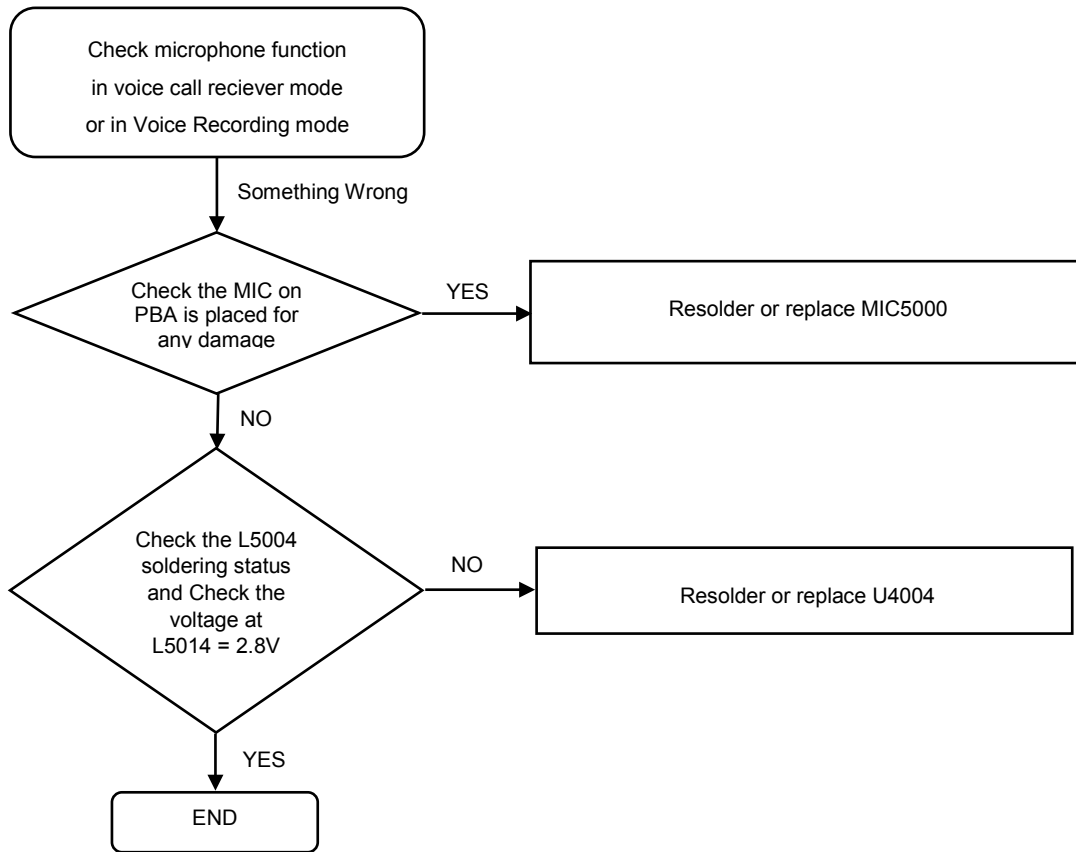 Check microphone function
in voice call reciever mode
or in Voice Recording mode
Something Wrong
Check the MIC on
PBA is placed for
any damage
YES
Resolder or replace MIC5000
NO
Check the L5004
soldering status
and Check the
voltage at
L5014 = 2.8V
NO
Resolder or replace U4004
YES
END